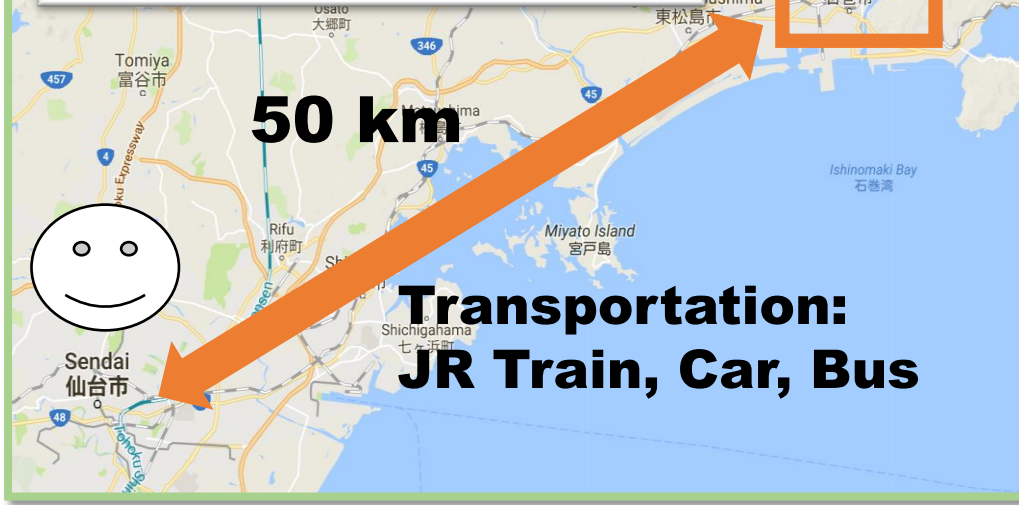 Osato
大郷町
東松島市
346
Tomiya
富谷市
457
45
50 km
4
45
Ishinomaki Bay
石巻湾
Rifu
利府町
Miyato Island
宮戸島
Transportation:
Shichigahama
七ヶ浜町
JR Train, Car, Bus
Sendai
仙台市
48